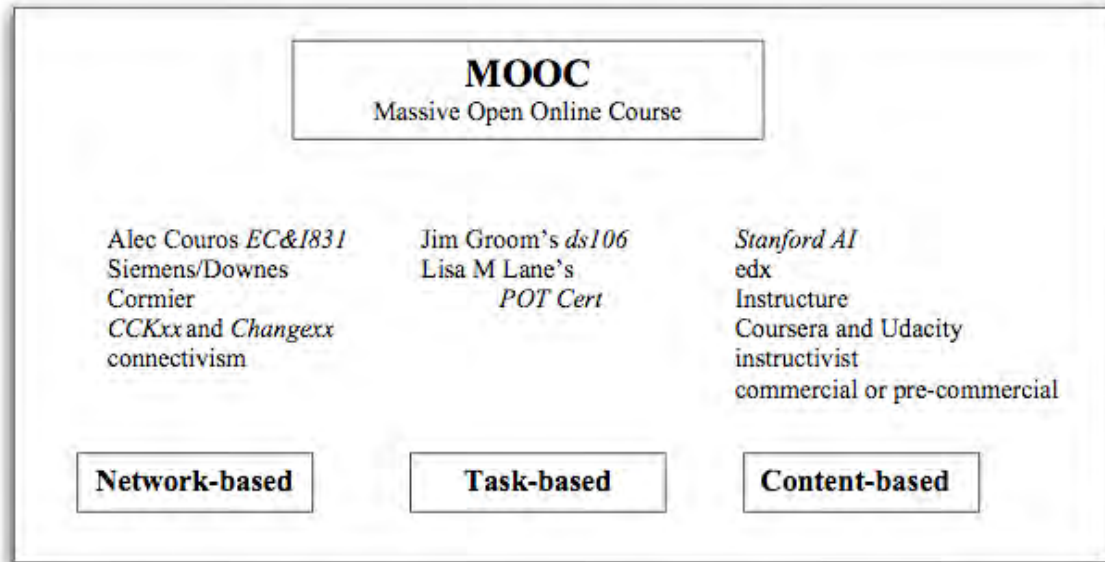 MOOC
Massive Open Online Course
Alec Couros EC&I831
Siemens/Downes
Cormier
CCKxx and Changexx
connectivism
Jim Groom's ds106
Lisa M Lane's
POT Cert
Stanford AI
edx
Instructure
Coursera and Udacity
instructivist
commercial or pre-commercial
Network-based
Task-based
Content-based